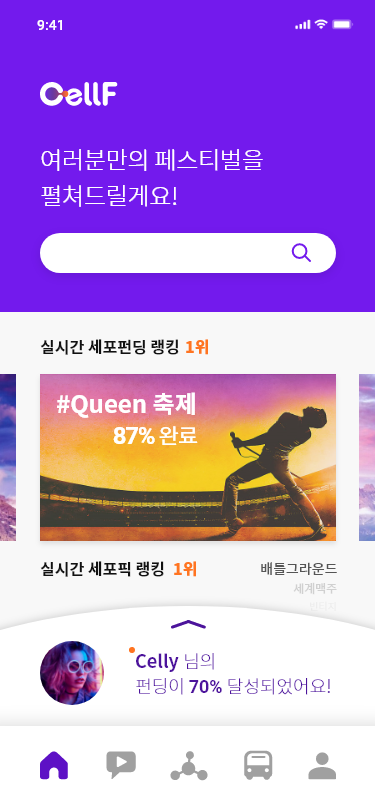 9:41
CellF
여러분만의 페스티벌을
펼쳐드릴게요!
실시간 세포펀딩 랭킹 1위
#Queen 축제
87% 완료
실시간 세포픽 랭킹 1위
배틀그라운드
세계맥주
Celly 님의
펀딩이 70% 달성되었어요!